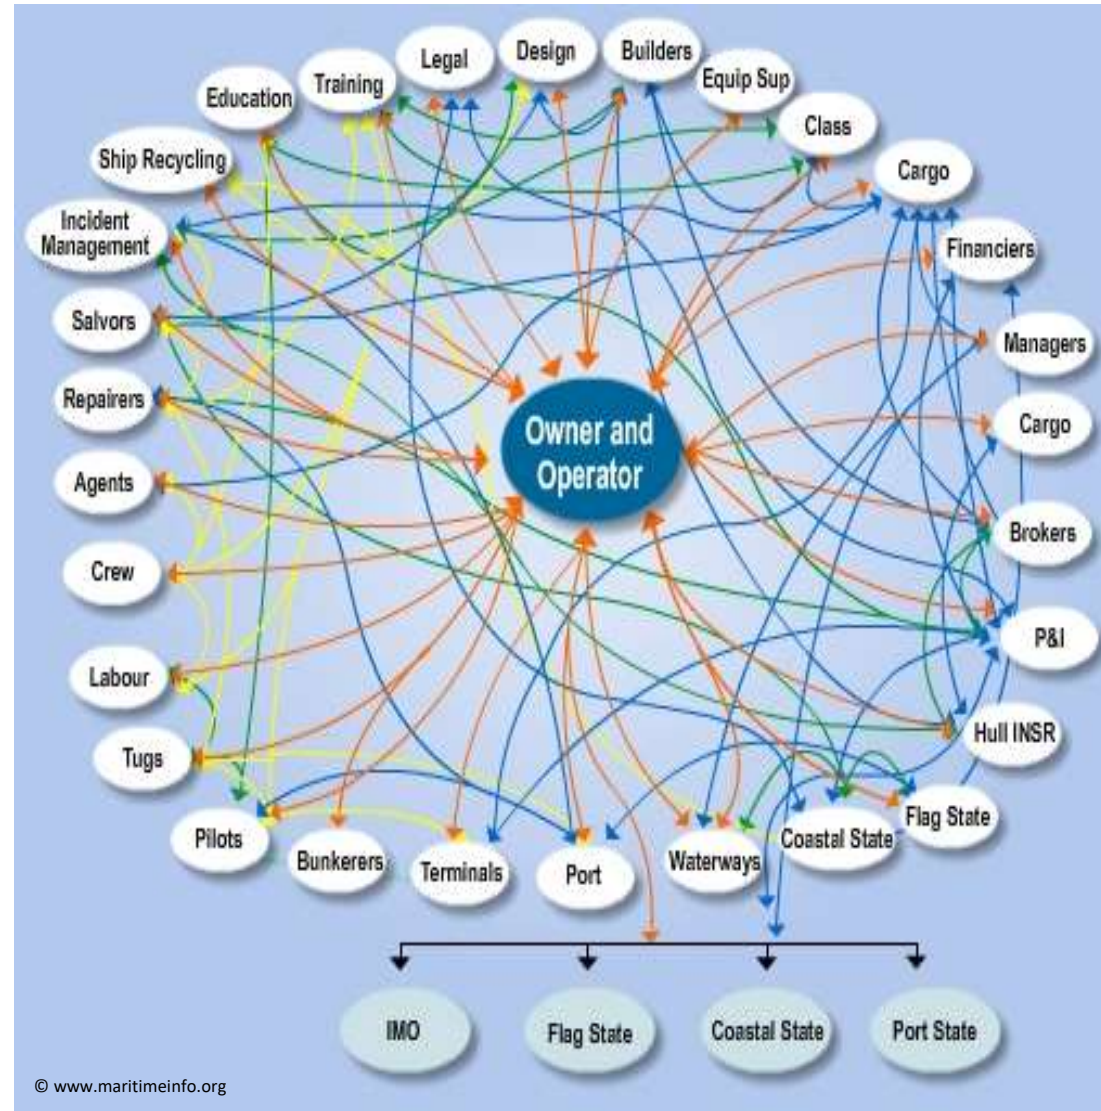 Legal
Design
Builders
Training
Equip Sup
Education
Class
Ship Recycling
Cargo
Incident
Management
Financiers
Salvors
Managers
Repairers
Cargo
Owner and
Operator
Agents
Brokers
Crew
P&I
Labour
Hull INSR
Tugs
Flag State
Pilots
Coastal State
Bunkerers
Terminals
Port
Waterways
IMO
Flag State
Coastal State
Port State
© www.maritimeinfo.org